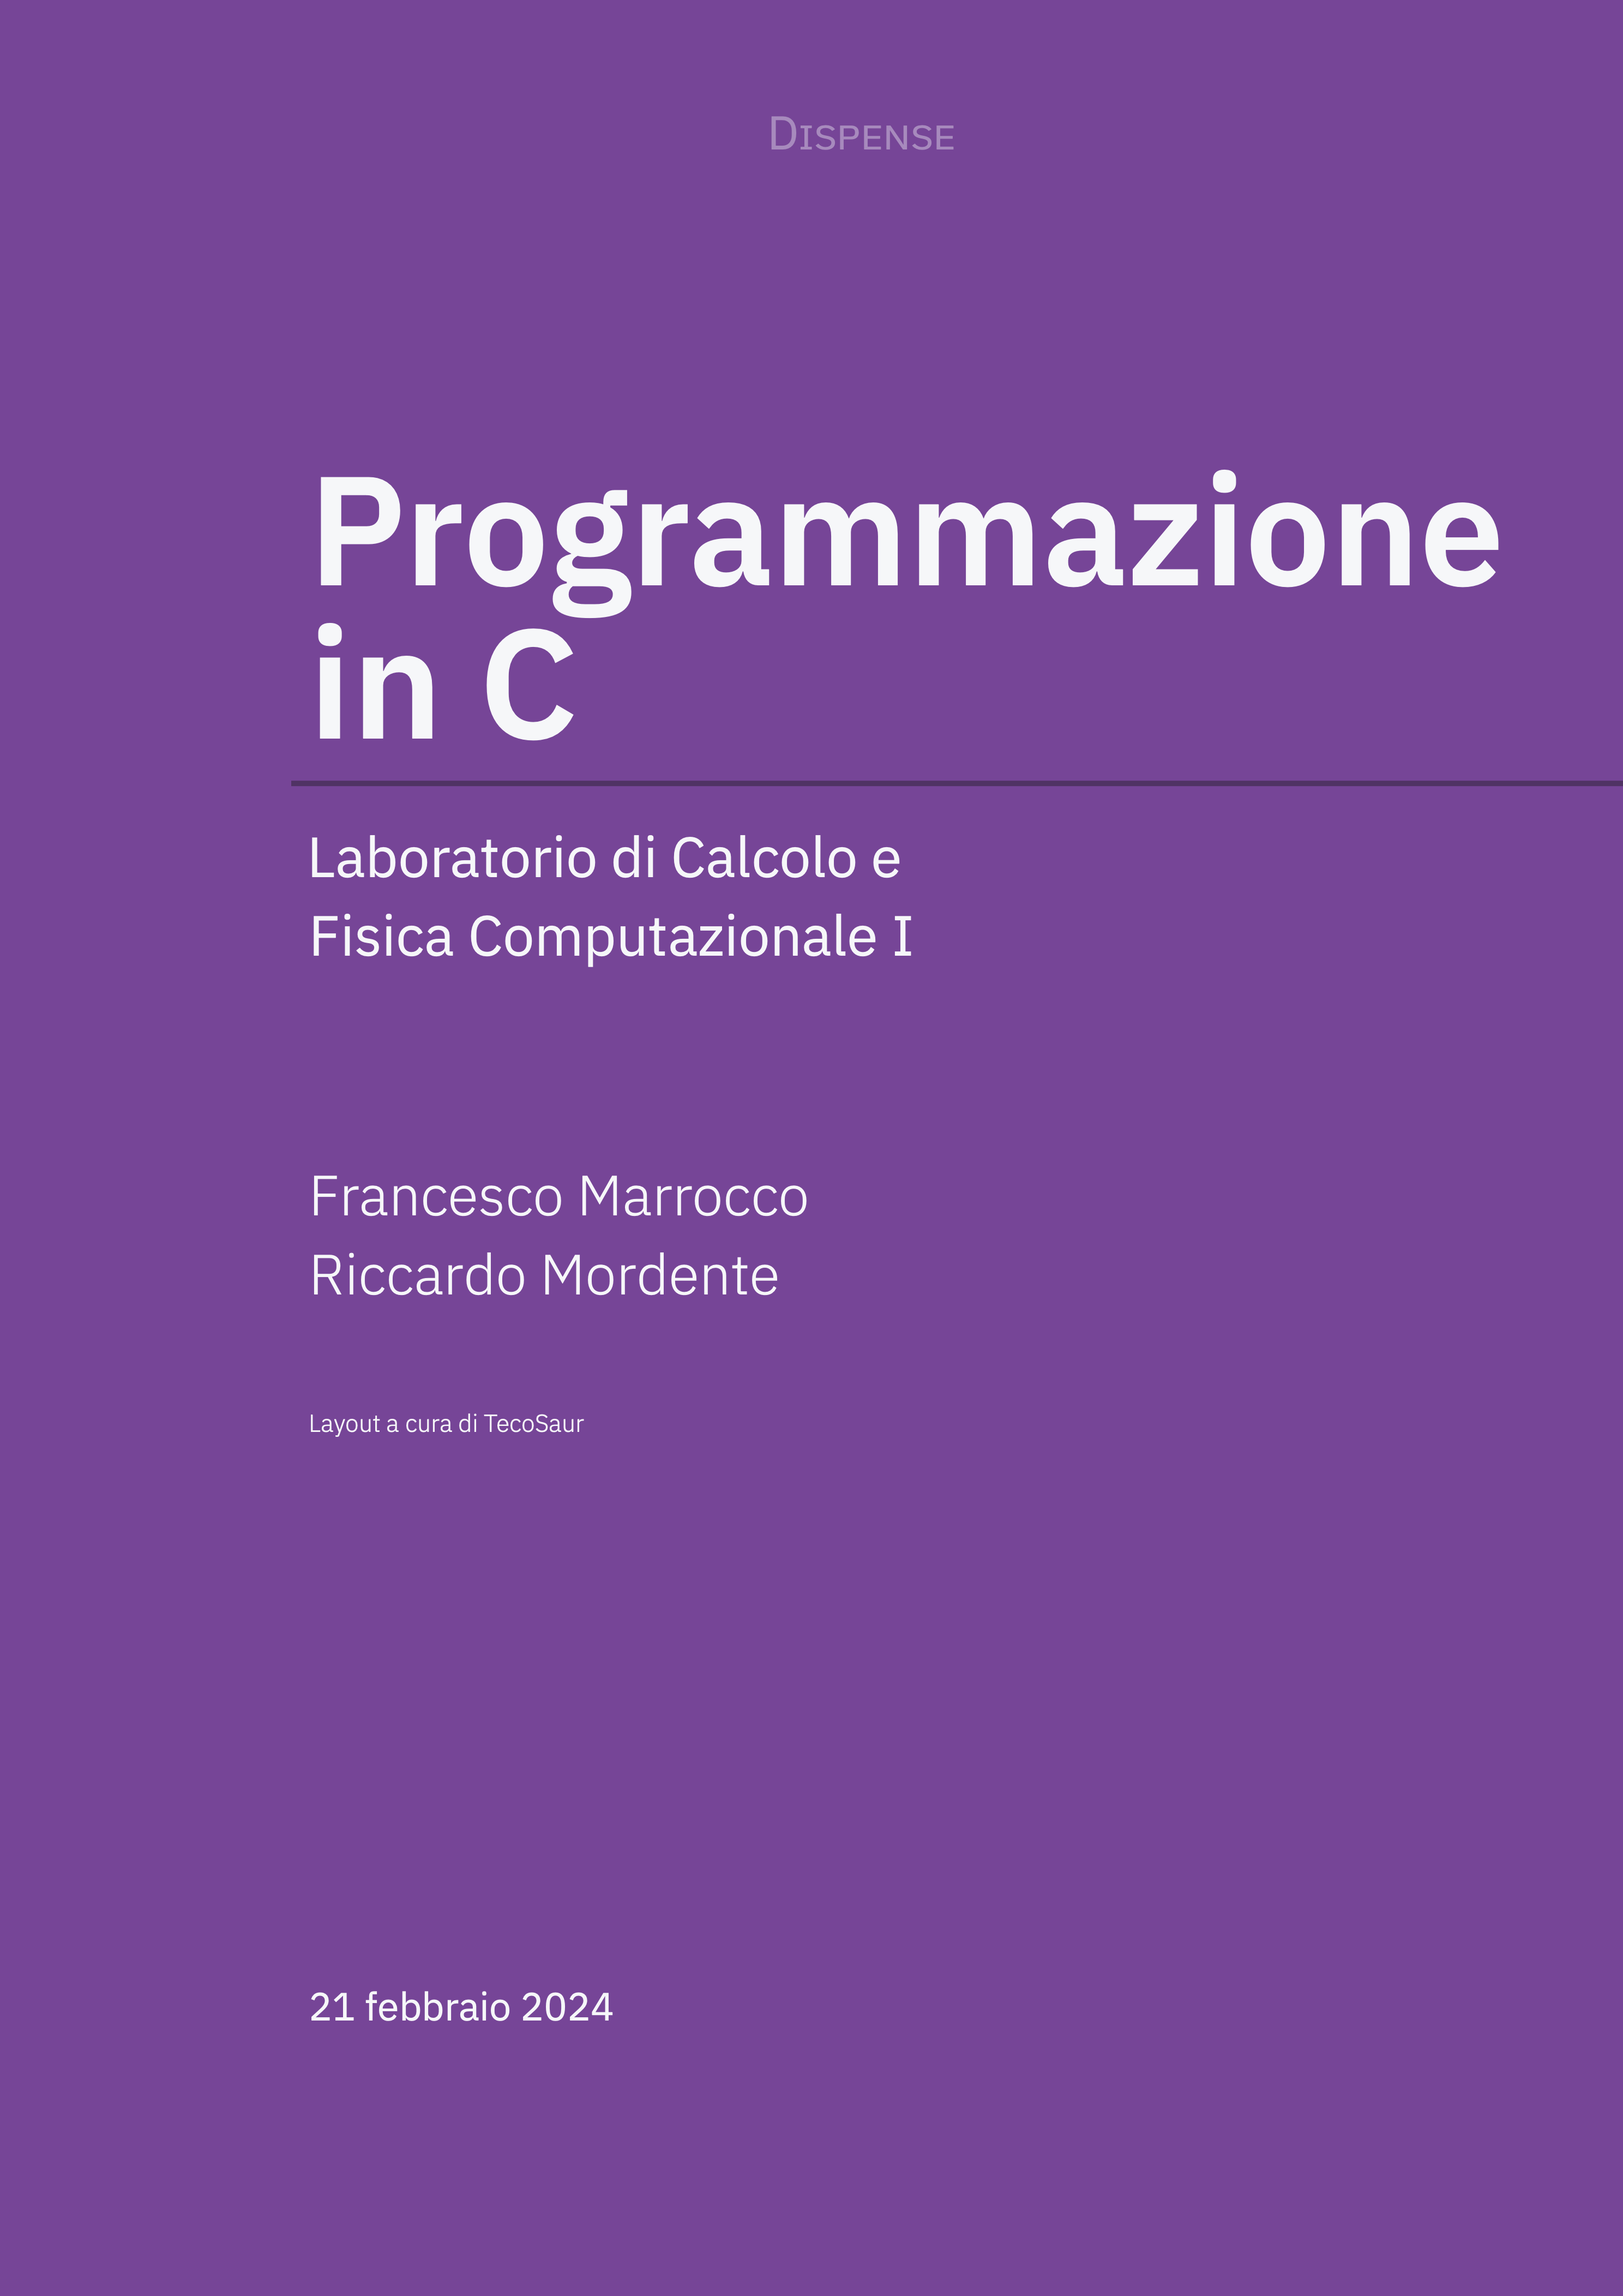 Dispense
Programmazione
in C
Laboratorio di Calcolo e
Fisica Computazionale I
Francesco Marrocco
Riccardo Mordente
Layout a cura di TecoSaur
21 febbraio 2024